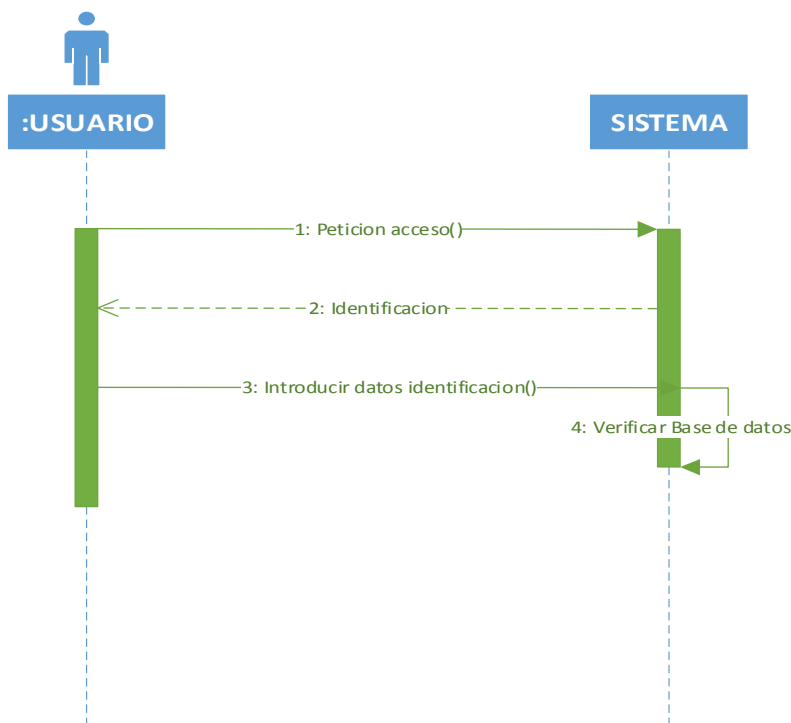 :USUARIO
SISTEMA
1: Peticion acceso()
2: Identificacion
3: Introducir datos identificacion()
4: Verificar Base de datos